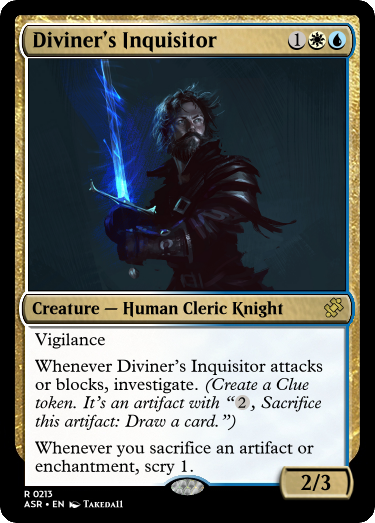 Diviner's Inquisitor 1
Creature — Human Cleric Knight
Vigilance
Whenever Diviner's Inquisitor attacks
or blocks, investigate. (Create a Clue
token. It's an artifact with “2, Sacrifice
this artifact: Draw a card.”)
Whenever you sacrifice an artifact or
enchantment, scry 1.
2/3
R 0213
ASR • EN Takeda11